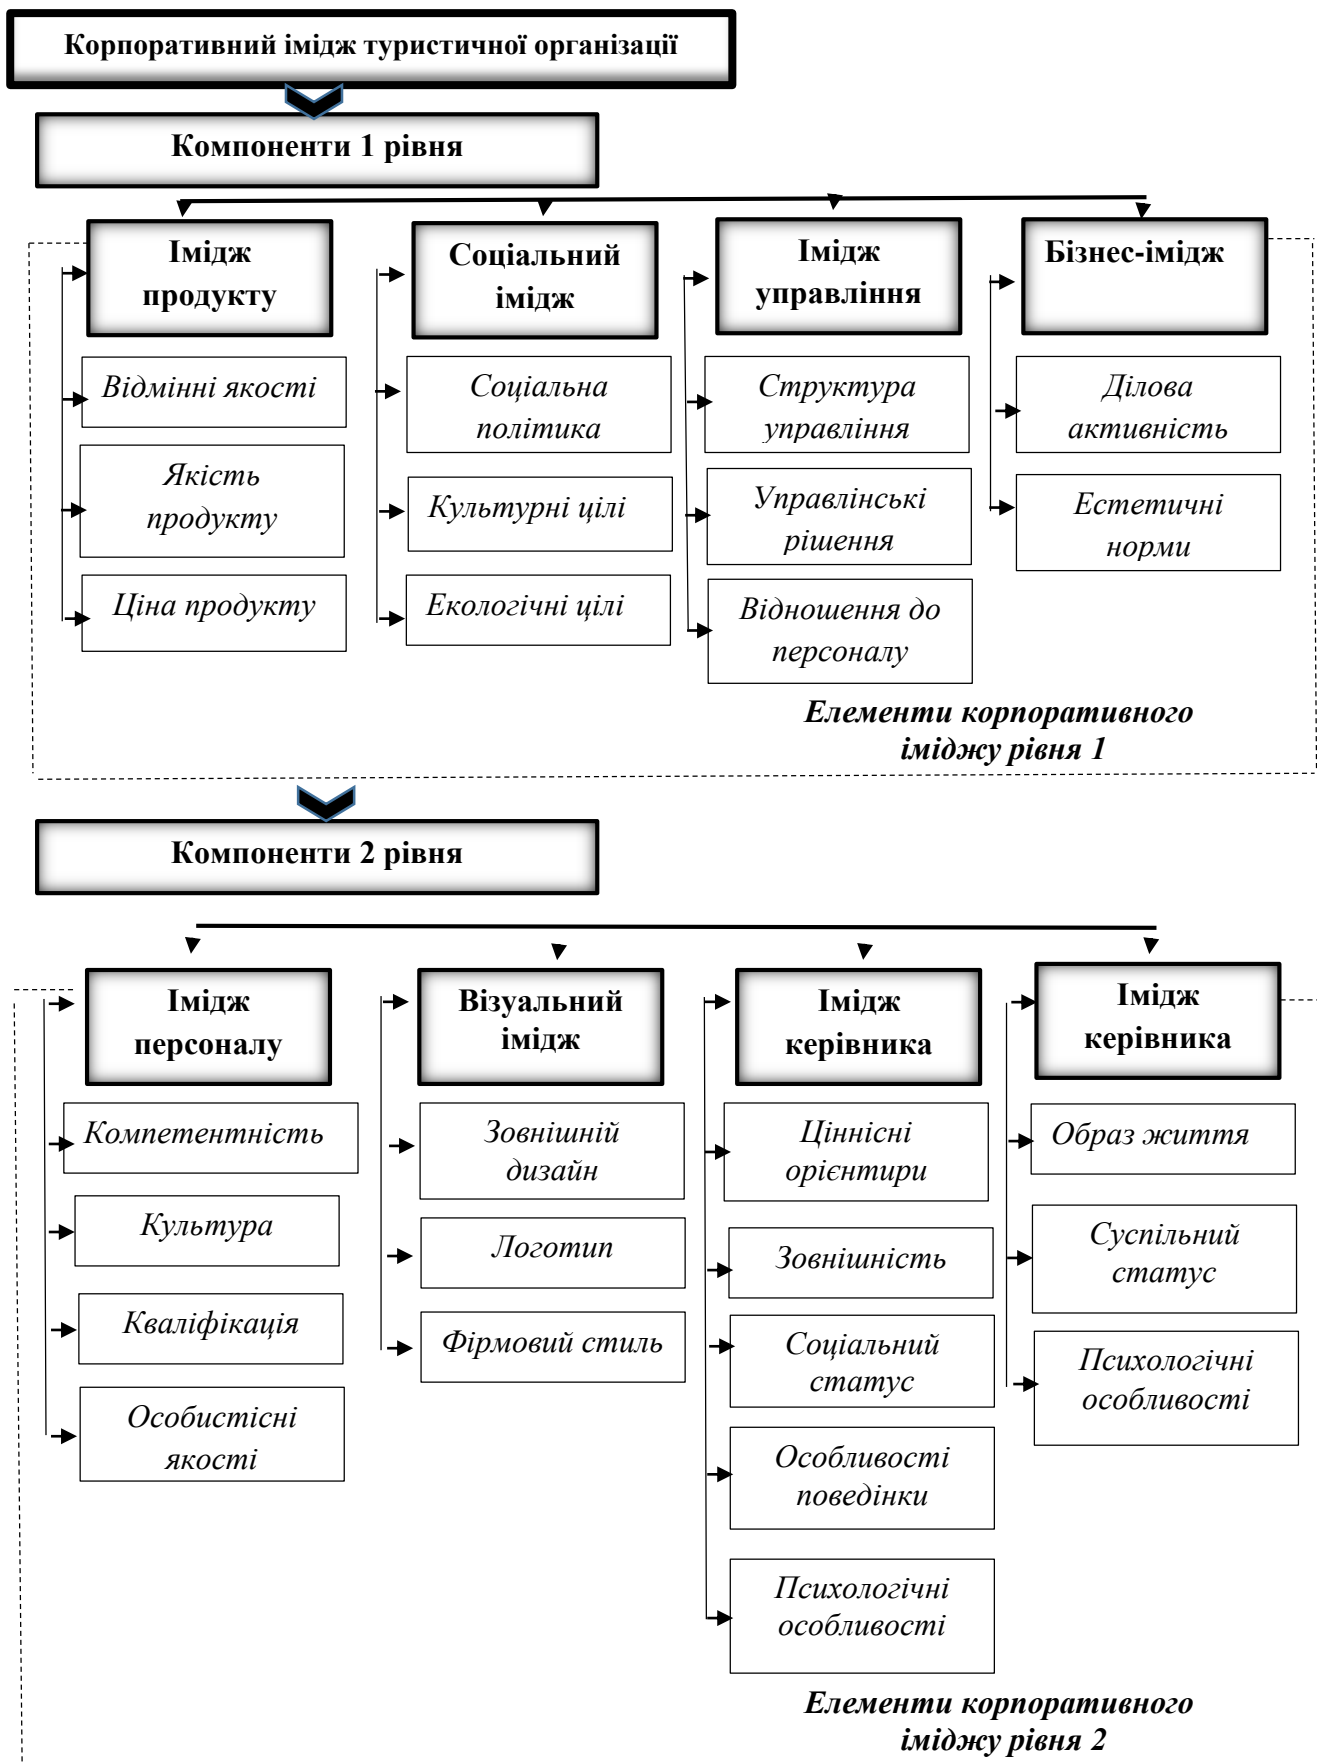 Корпоративний імідж туристичної організації
Компоненти 1 рівня
Імідж
продукту
Відмінні якості
Якість
продукту
Ціна продукту
Соціальний
імідж
Соціальна
політика
Культурні цілі
Екологічні цілі
Імідж
управління
Структура
управління
Управлінські
рішення
Відношення до
персоналу
Бізнес-імідж
Ділова
активність
Естетичні
норми
Елементи корпоративного
іміджу рівня 1
Компоненти 2 рівня
Імідж
персоналу
Компетентність
Культура
Кваліфікація
Особистісні
якості
Візуальний
імідж
Зовнішній
дизайн
Логотип
Фірмовий стиль
Імідж
керівника
Ціннісні
орієнтири
Зовнішність
Соціальний
статус
Особливості
поведінки
Психологічні
особливості
Імідж
керівника
Образ життя
Суспільний
статус
Психологічні
особливості
Елементи корпоративного
іміджу рівня 2